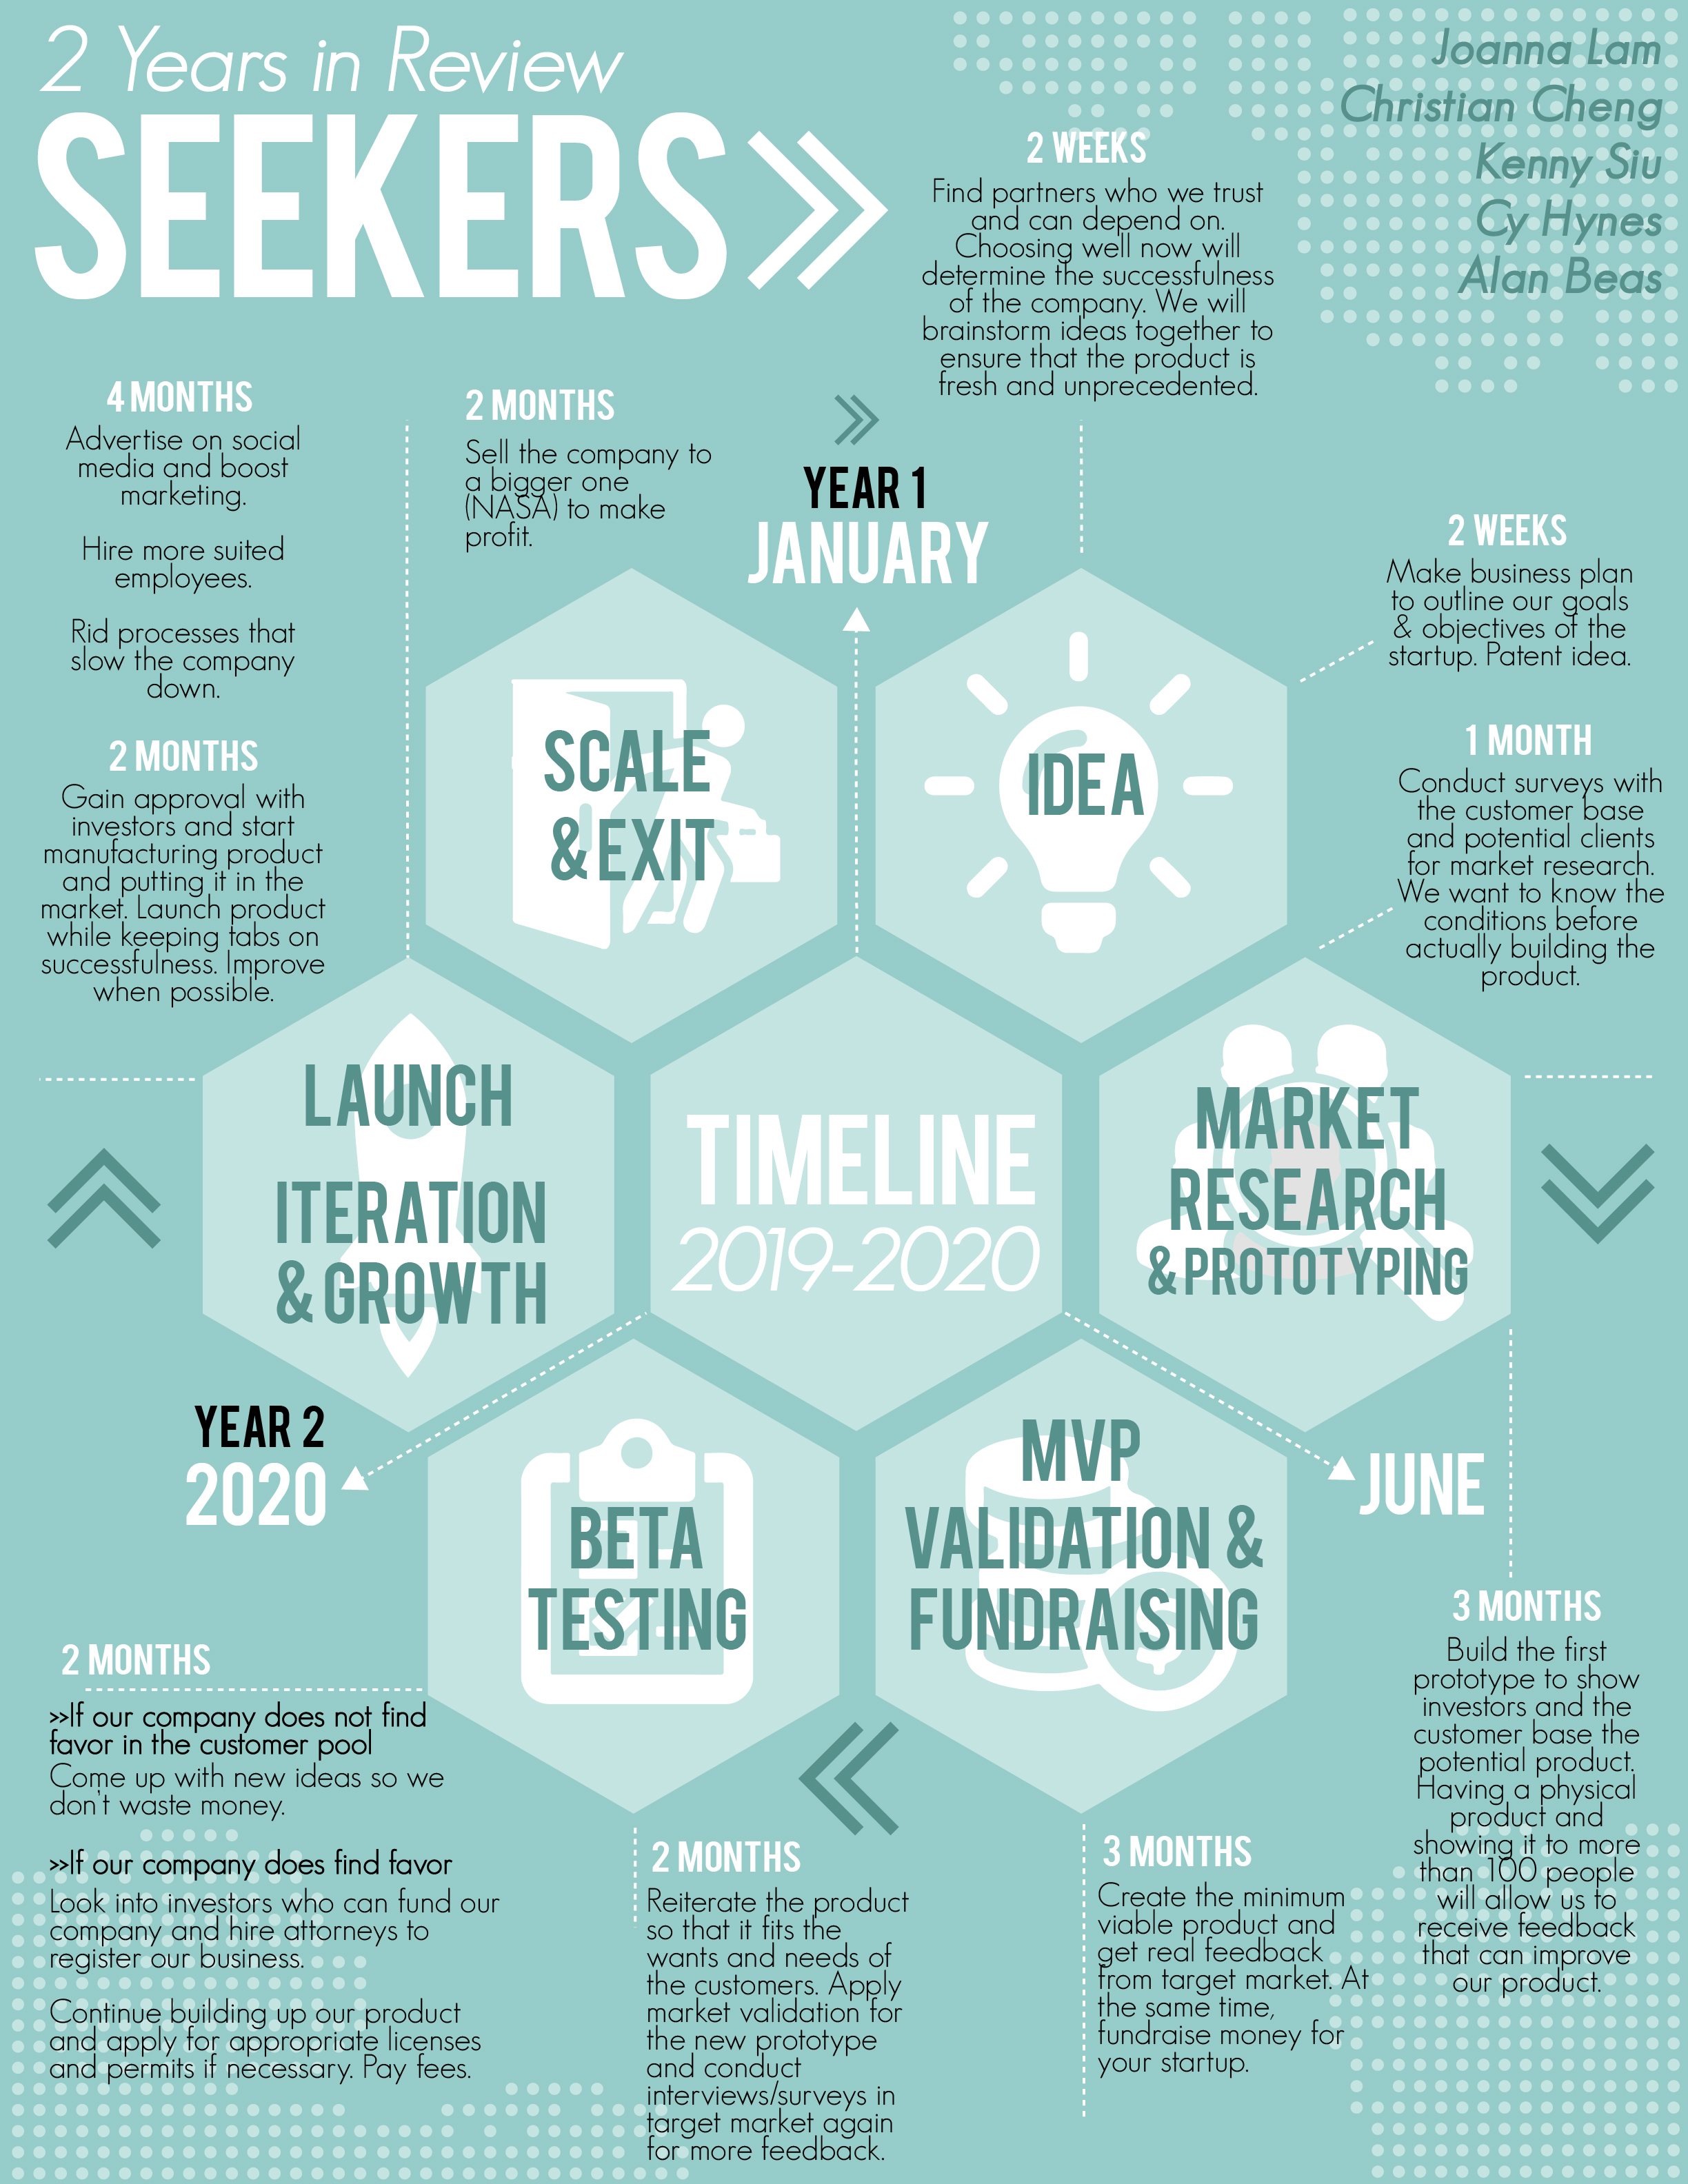 2 Years in Review
SEEKERS
Joanna Lam
Christian Cheng
Kenny Siu
Cy Hynes
Alan Beas
2 WEEKS
Find partners who we trust
and can depend on.
Choosing well now will
determine the successfulness
of the company. We will
brainstorm ideas together to
ensure that the product is
fresh and unprecedented.
2 WEEKS
Make business plan
to outline our goals
& objectives of the
startup. Patent idea.
1 MONTH
Conduct surveys with
the customer base
and potential clients
for market research.
We want to know the
conditions before
actually building the
product.
3 MONTHS
Build the first
prototype to show
investors and the
customer base the
potential product.
Having a physical
product and
showing it to more
than 100 people
will allow us to
receive feedback
that can improve
our product.
3 MONTHS
Create the minimum
viable product and
get real feedback
from target market. At
the same time,
fundraise money for
your startup.
2 MONTHS
Reiterate the product
so that it fits the
wants and needs of
the customers. Apply
market validation for
the new prototype
and conduct
interviews/surveys in
target market again
for more feedback.
2 MONTHS
>>If our company does not find
favor in the customer pool
Come up with new ideas so we
don't waste money.
>>If our company does find favor
Look into investors who can fund our
company and hire attorneys to
register our business.
Continue building up our product
and apply for appropriate licenses
and permits if necessary. Pay fees.
2 MONTHS
Gain approval with
investors and start
manufacturing product
and putting it in the
market. Launch product
while keeping tabs on
successfulness. Improve
when possible.
4 MONTHS
Advertise on social
media and boost
marketing.
Hire more suited
employees.
Rid processes that
slow the company
down.
2 MONTHS
Sell the company to
a bigger one
(NASA) to make
profit.
YEAR 1
JANUARY
IDEA
MARKET
RESEARCH
& PROTOTYPING
JUNE
MVP
VALIDATION &
FUNDRAISING
BETA
TESTING
YEAR 2
2020
LAUNCH
ITERATION
& GROWTH
SCALE
& EXIT
TIMELINE
2019-2020